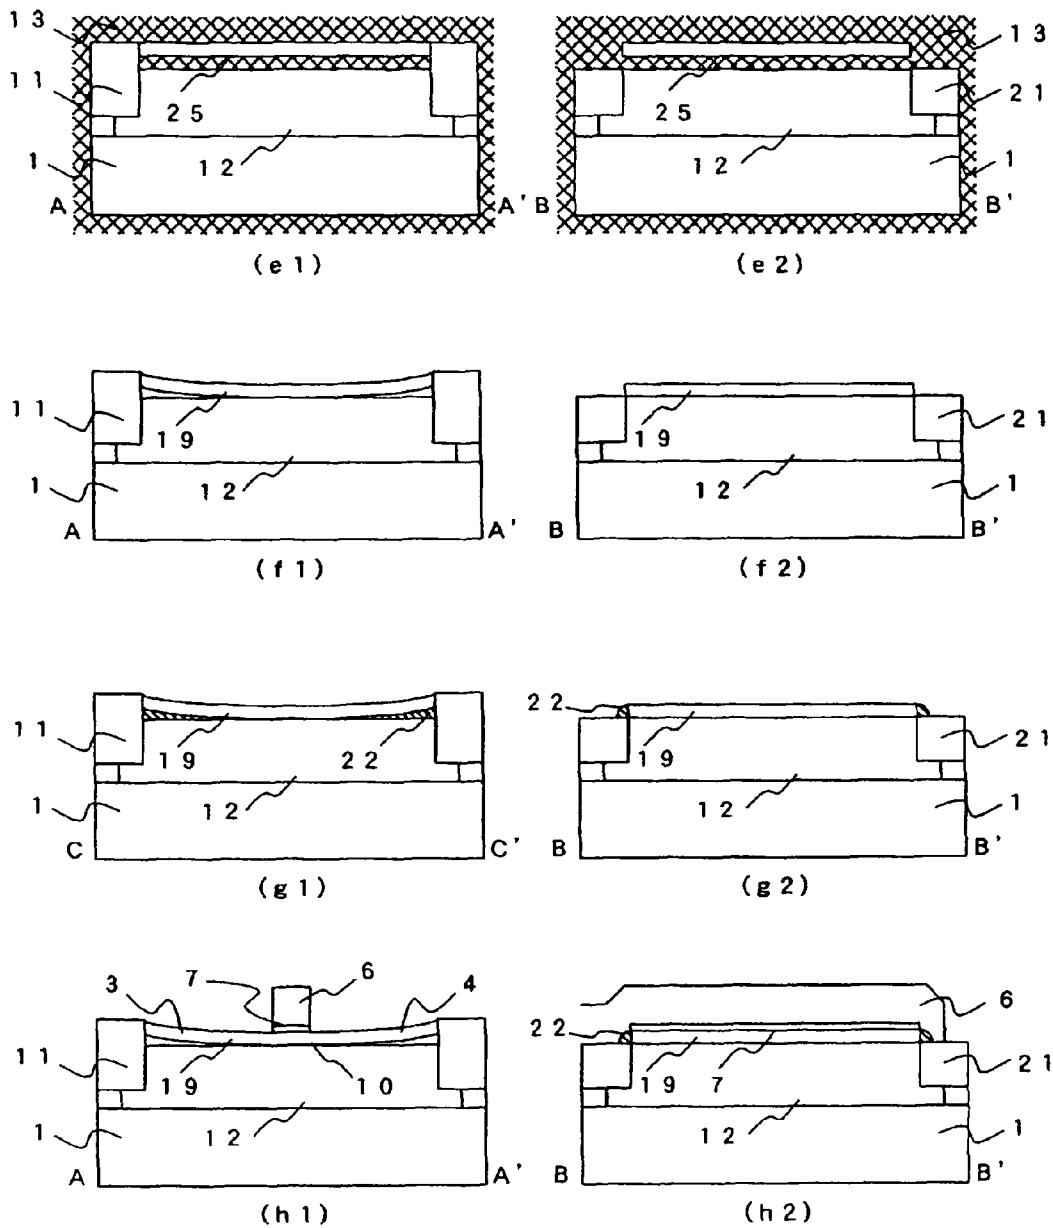 13 13
11 25 25 21
1 12 12 1
A A' B B'
(e1) (e2)
11 19 19 21
1 12 12 1
A A' B B'
(f1) (f2)
22
11 19 22 19 21
1 12 12 1
C C' B B'
(g1) (g2)
3 7 6 4 6
22
11 19 10 19 7 21
1 12 12 1
A A' B B'
(h1) (h2)